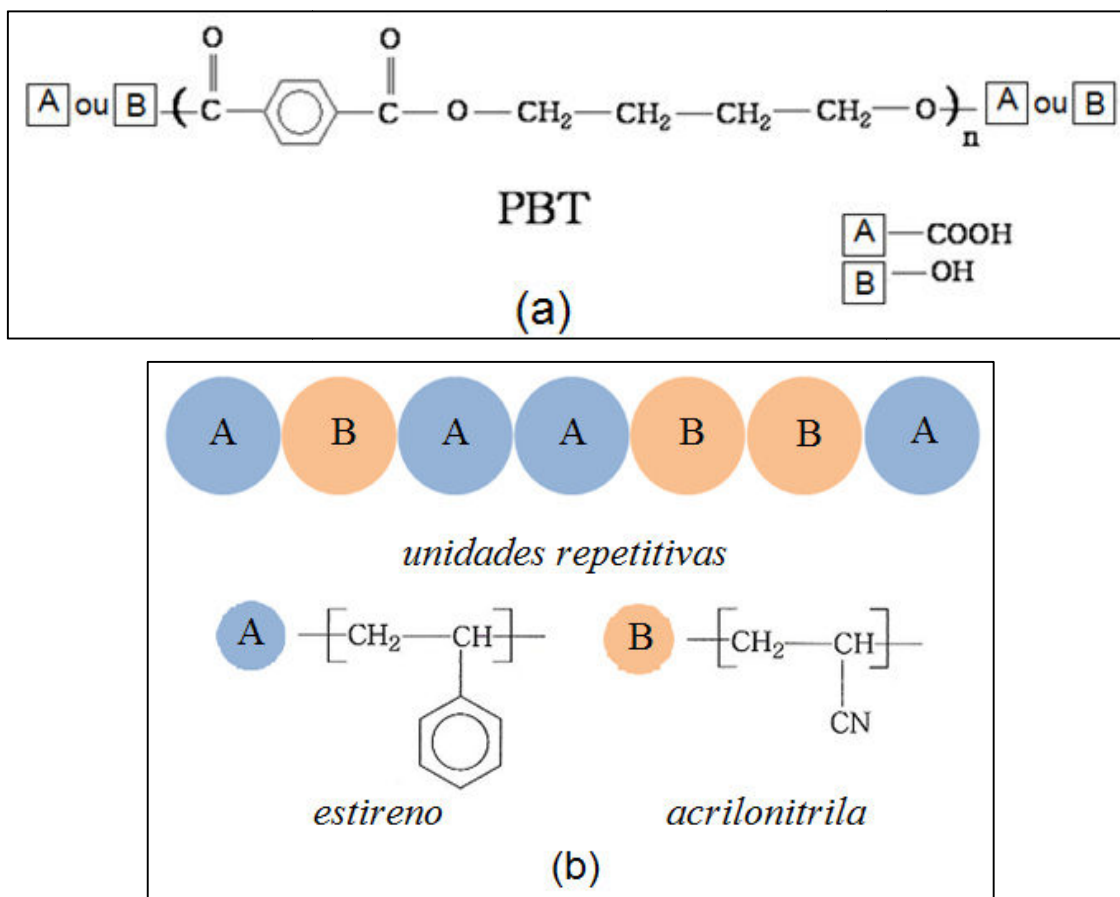 O O
A ou B ( C C O CH2 CH2 CH2 CH2 O )n A ou B
PBT
A COOH
B OH
(a)
A B A A B B A
unidades repetitivas
A [ CH2 CH ] B [ CH2 CH ]
CN
estireno acrilonitrila
(b)